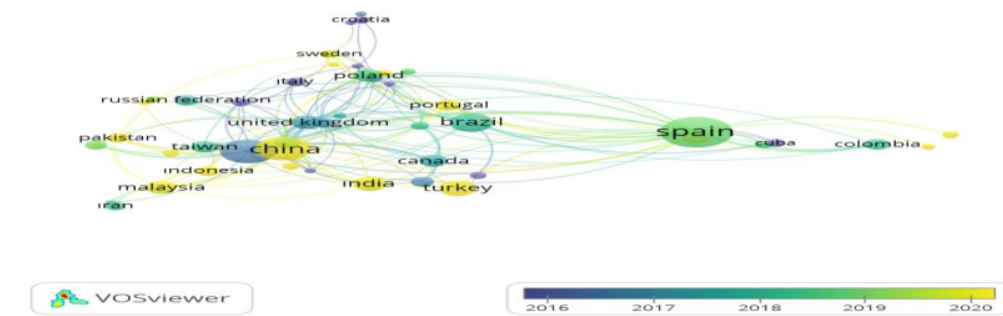 croatia
sweden
poland
italy
russian federation
portugal
united kingdom
brazil
spain
pakistan
taiwan
china
cuba
colombia
canada
indonesia
malaysia
india
turkey
iran
VOSviewer
2016 2017 2018 2019 2020